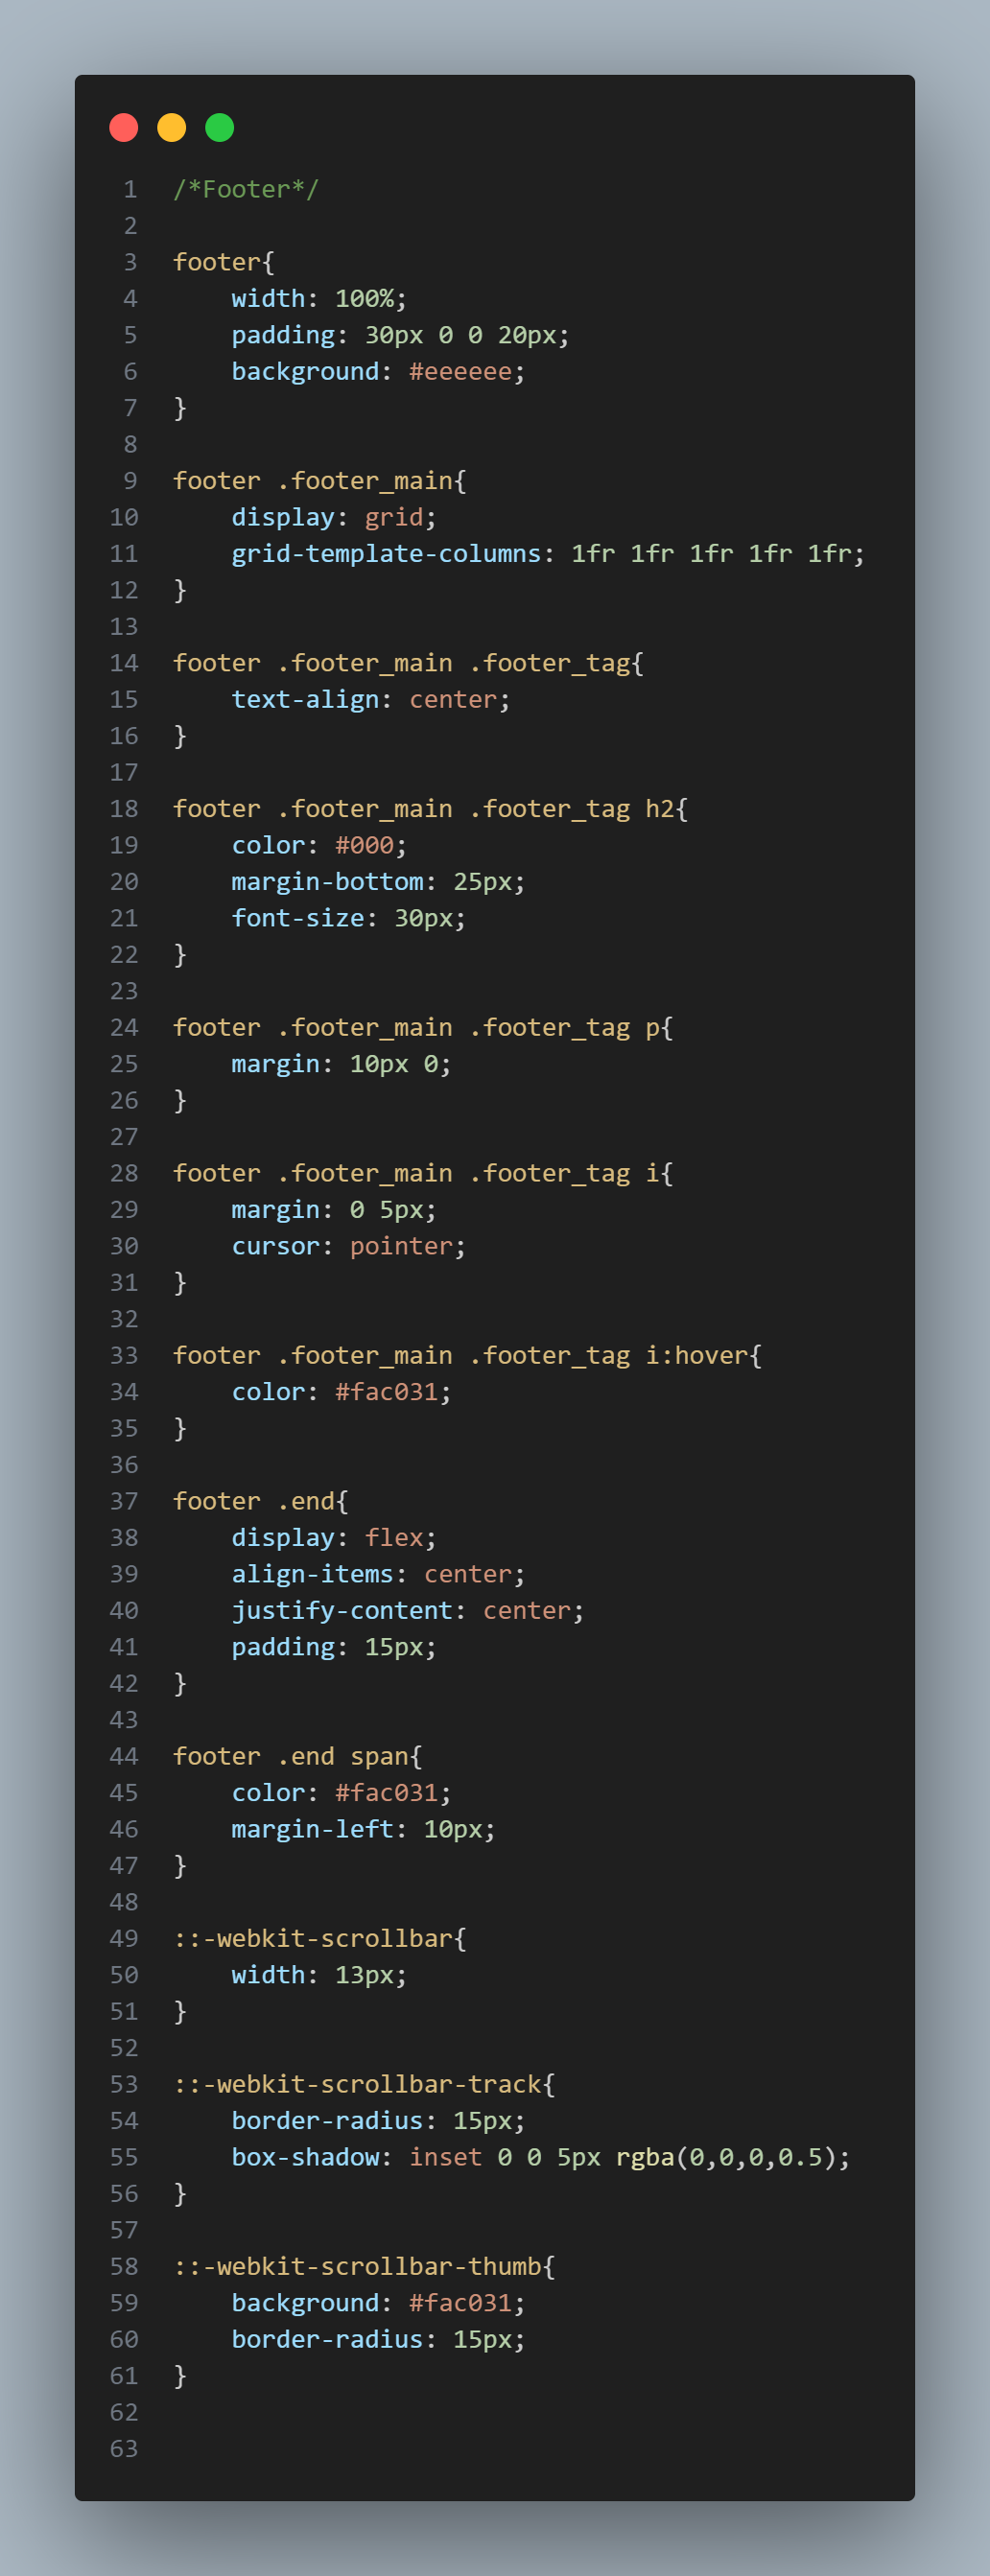 1 /*Footer*/
2
3 footer{
4     width: 100%;
5     padding: 30px 0 0 20px;
6     background: #eeeeee;
7 }
8
9 footer .footer_main{
10     display: grid;
11     grid-template-columns: 1fr 1fr 1fr 1fr 1fr;
12 }
13
14 footer .footer_main .footer_tag{
15     text-align: center;
16 }
17
18 footer .footer_main .footer_tag h2{
19     color: #000;
20     margin-bottom: 25px;
21     font-size: 30px;
22 }
23
24 footer .footer_main .footer_tag p{
25     margin: 10px 0;
26 }
27
28 footer .footer_main .footer_tag i{
29     margin: 0 5px;
30     cursor: pointer;
31 }
32
33 footer .footer_main .footer_tag i:hover{
34     color: #fac031;
35 }
36
37 footer .end{
38     display: flex;
39     align-items: center;
40     justify-content: center;
41     padding: 15px;
42 }
43
44 footer .end span{
45     color: #fac031;
46     margin-left: 10px;
47 }
48
49 ::-webkit-scrollbar{
50     width: 13px;
51 }
52
53 ::-webkit-scrollbar-track{
54     border-radius: 15px;
55     box-shadow: inset 0 0 5px rgba(0,0,0,0.5);
56 }
57
58 ::-webkit-scrollbar-thumb{
59     background: #fac031;
60     border-radius: 15px;
61 }
62
63